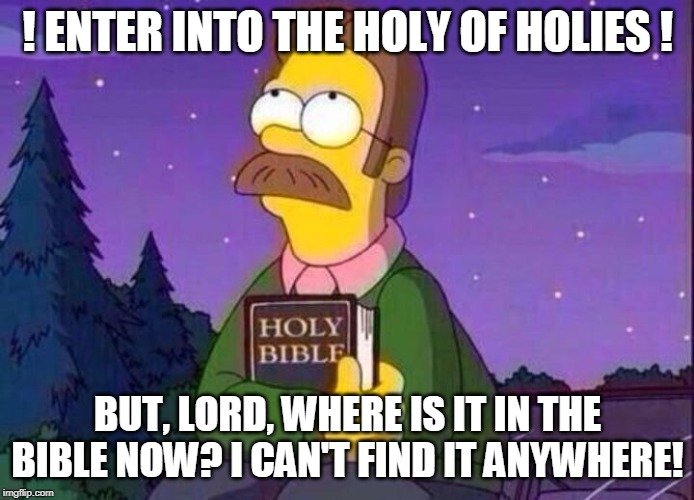 ! ENTER INTO THE HOLY OF HOLIES !
HOLY
BIBLE
BUT, LORD, WHERE IS IT IN THE
BIBLE NOW? I CAN'T FIND IT ANYWHERE!
imgflip.com